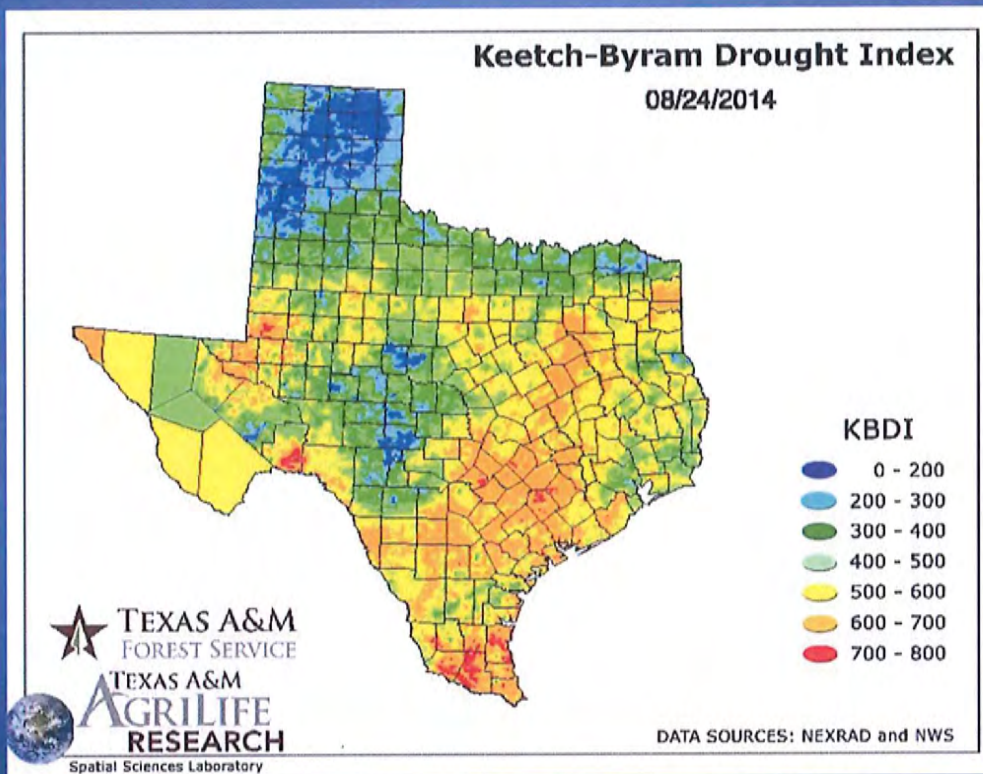 Keetch-Byram Drought Index
08/24/2014
KBDI
0 - 200
200 - 300
300 - 400
400 - 500
500 - 600
600 - 700
700 - 800
TEXAS A&M
FOREST SERVICE
TEXAS A&M
AGRILIFE
RESEARCH
Spatial Sciences Laboratory
DATA SOURCES: NEXRAD and NWS